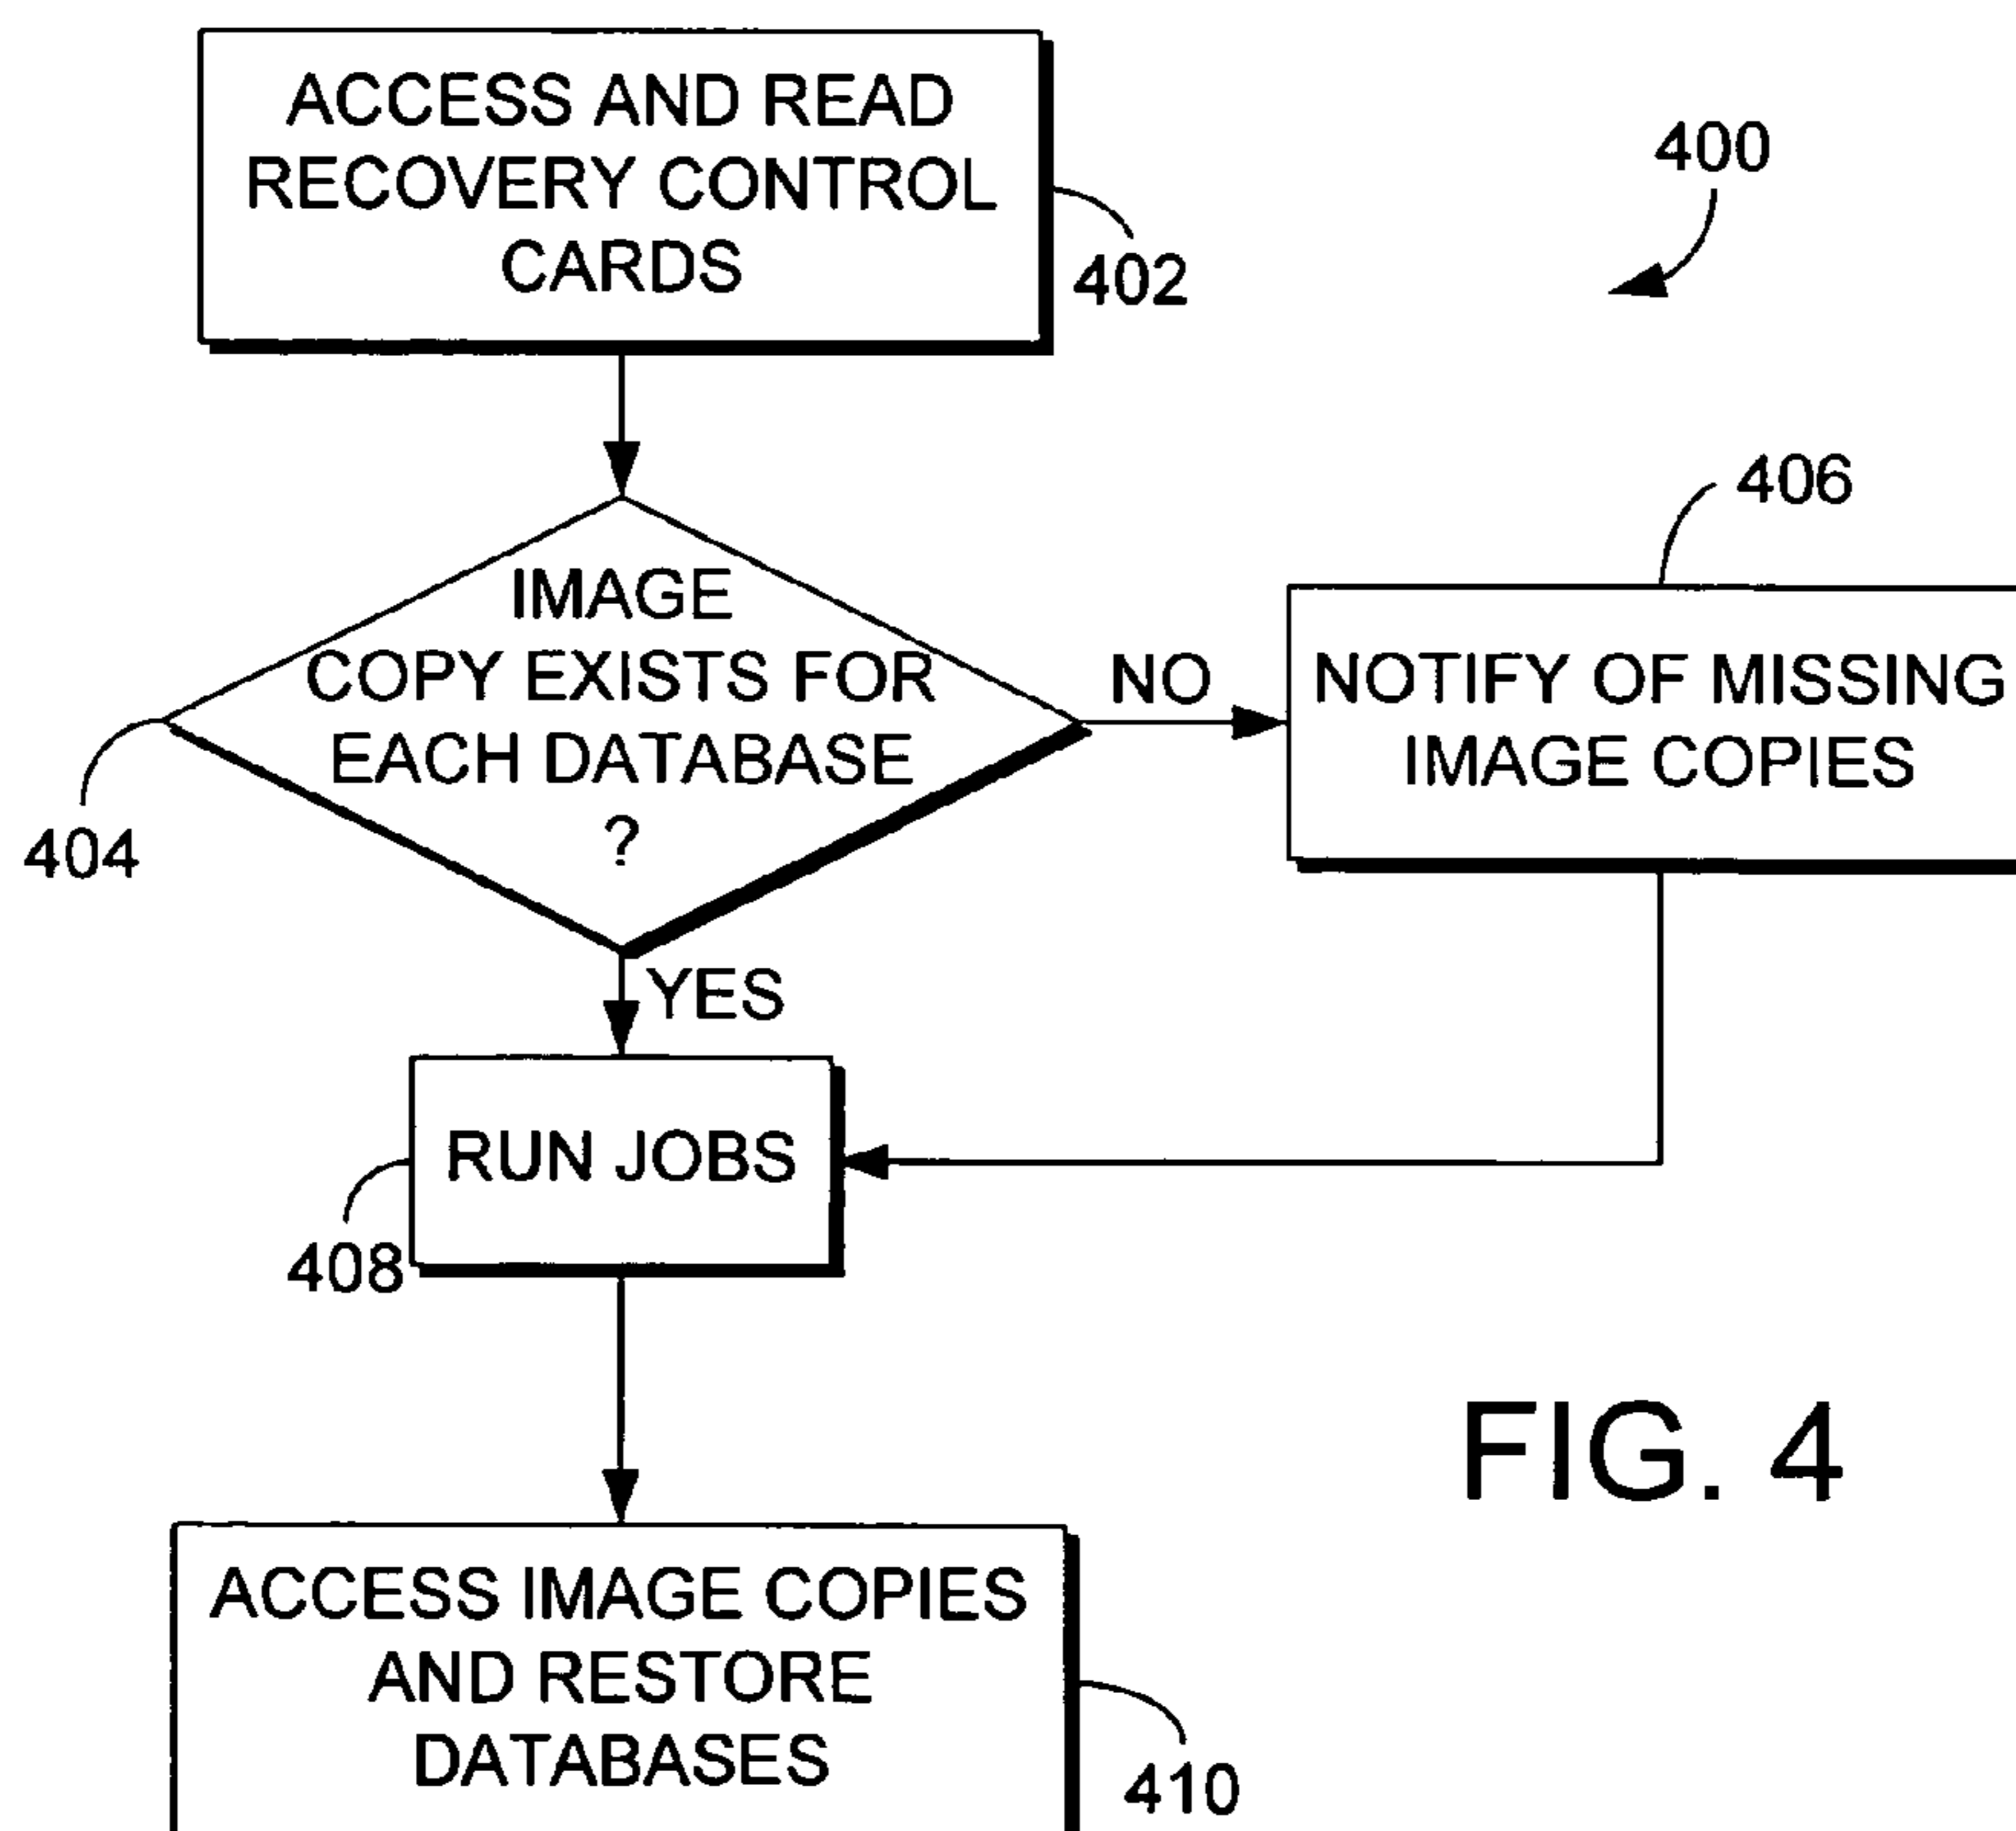 ACCESS AND READ
RECOVERY CONTROL
CARDS
402
400
IMAGE
COPY EXISTS FOR
EACH DATABASE
?
404
NO
406
NOTIFY OF MISSING
IMAGE COPIES
YES
RUN JOBS
408
FIG. 4
ACCESS IMAGE COPIES
AND RESTORE
DATABASES
410